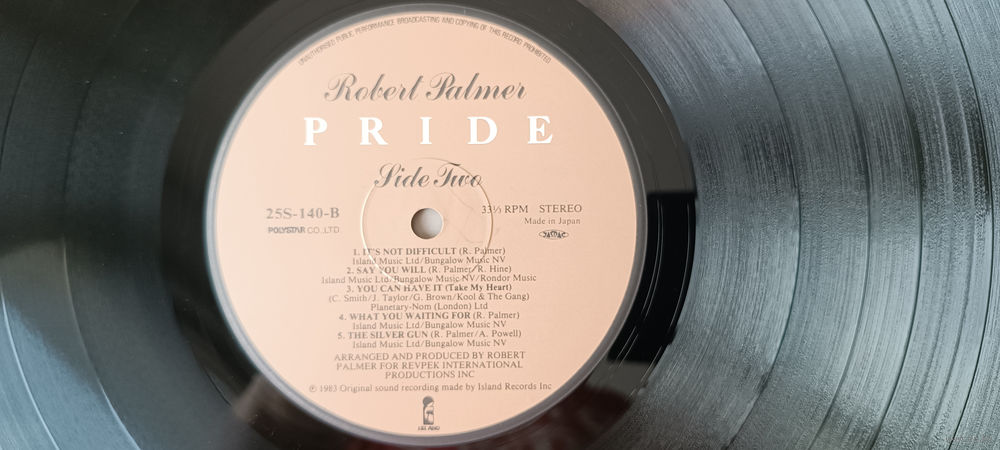 UNAUTHORISED PUBLIC PERFORMANCE BROADCASTING AND COPYING OF THIS RECORD PROHIBITED
Robert Palmer
PRIDE
Side Two
25S-140-B
POLYSTAR CO.,LTD.
33⅓ RPM STEREO
Made in Japan
JASRAC
1. IT'S NOT DIFFICULT (R. Palmer)
Island Music Ltd/Bungalow Music NV
2. SAY YOU WILL (R. Palmer/R. Hine)
Island Music Ltd/Bungalow Music NV/Rondor Music
3. YOU CAN HAVE IT (Take My Heart)
(C. Smith/J. Taylor/G. Brown/Kool & The Gang)
Planetary-Nom (London) Ltd
4. WHAT YOU WAITING FOR (R. Palmer)
Island Music Ltd/Bungalow Music NV
5. THE SILVER GUN (R. Palmer/A. Powell)
Island Music Ltd/Bungalow Music NV
ARRANGED AND PRODUCED BY ROBERT
PALMER FOR REVPEK INTERNATIONAL
PRODUCTIONS INC
℗ 1983 Original sound recording made by Island Records Inc
ISLAND